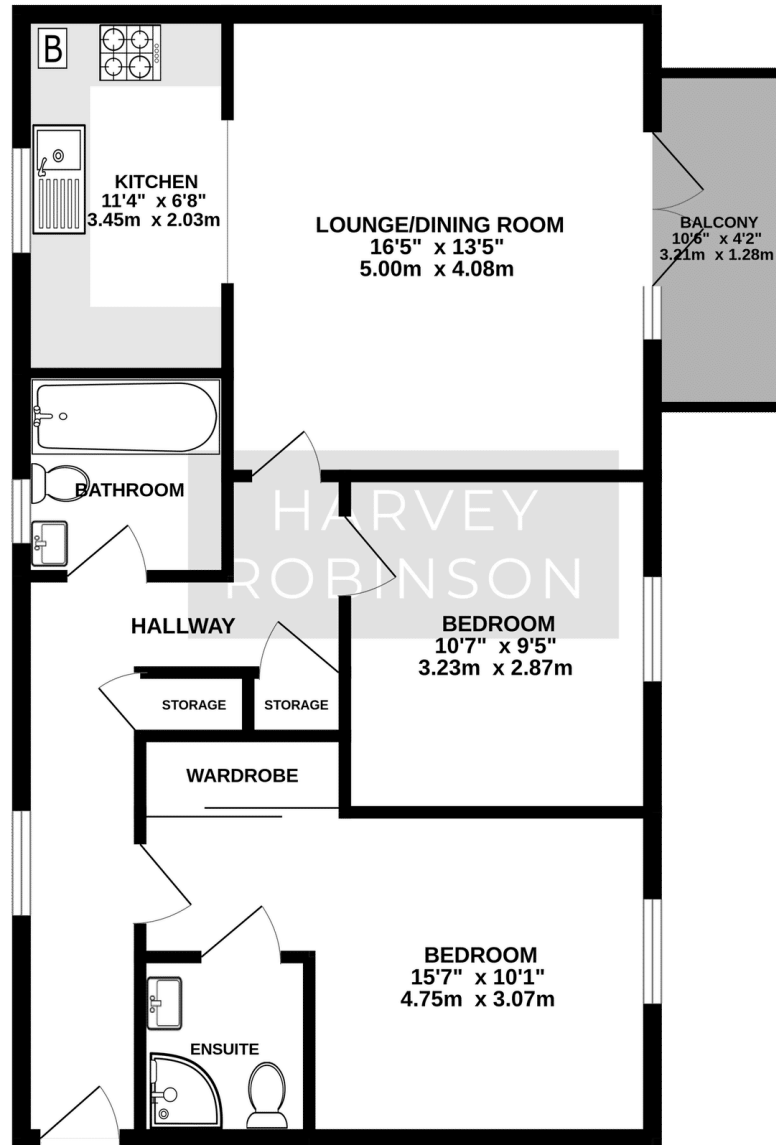 B
KITCHEN
11'4" x 6'8"
3.45m x 2.03m
LOUNGE/DINING ROOM
16'5" x 13'5"
5.00m x 4.08m
BALCONY
10'6" x 4'2"
3.21m x 1.28m
BATHROOM
HARVEY
ROBINSON
HALLWAY
BEDROOM
10'7" x 9'5"
3.23m x 2.87m
STORAGE
STORAGE
WARDROBE
BEDROOM
15'7" x 10'1"
4.75m x 3.07m
ENSUITE